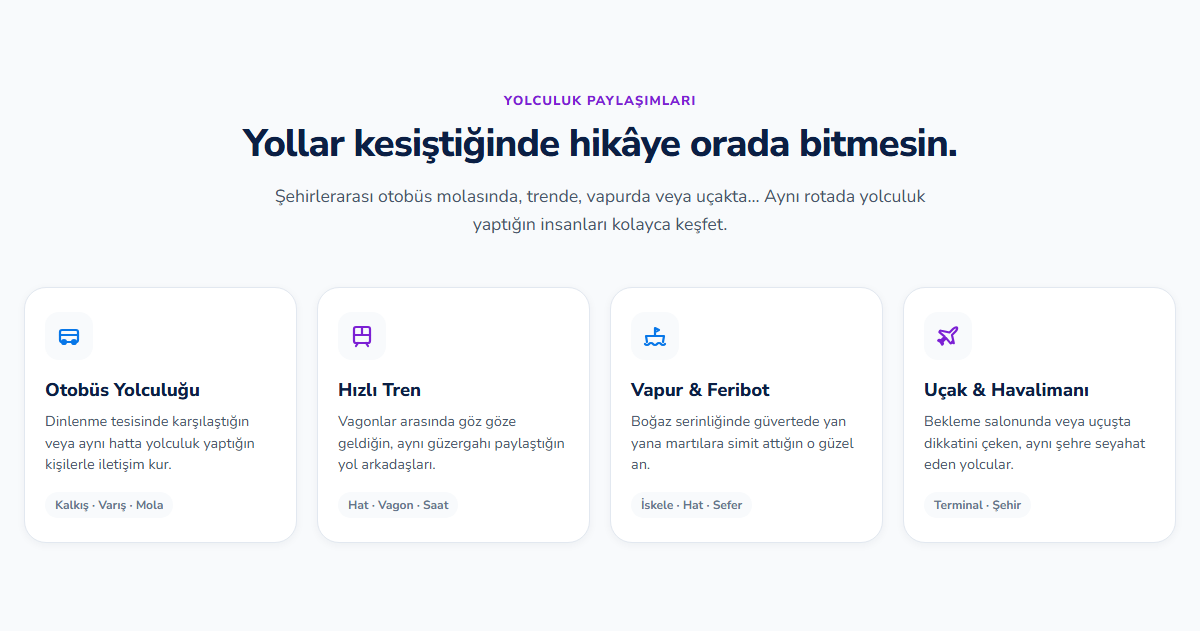 YOLCULUK PAYLAŞIMLARI
Yollar kesiştiğinde hikâye orada bitmesin.
Şehirlerarası otobüs molasında, trende, vapurda veya uçakta... Aynı rotada yolculuk
yaptığın insanları kolayca keşfet.
Otobüs Yolculuğu
Dinlenme tesisinde karşılaştığın
veya aynı hatta yolculuk yaptığın
kişilerle iletişim kur.
Kalkış · Varış · Mola
Hızlı Tren
Vagonlar arasında göz göze
geldiğin, aynı güzergahı paylaştığın
yol arkadaşları.
Hat · Vagon · Saat
Vapur & Feribot
Boğaz serinliğinde güvertede yan
yana martılara simit attığın o güzel
an.
İskele · Hat · Sefer
Uçak & Havalimanı
Bekleme salonunda veya uçuşta
dikkatini çeken, aynı şehre seyahat
eden yolcular.
Terminal · Şehir